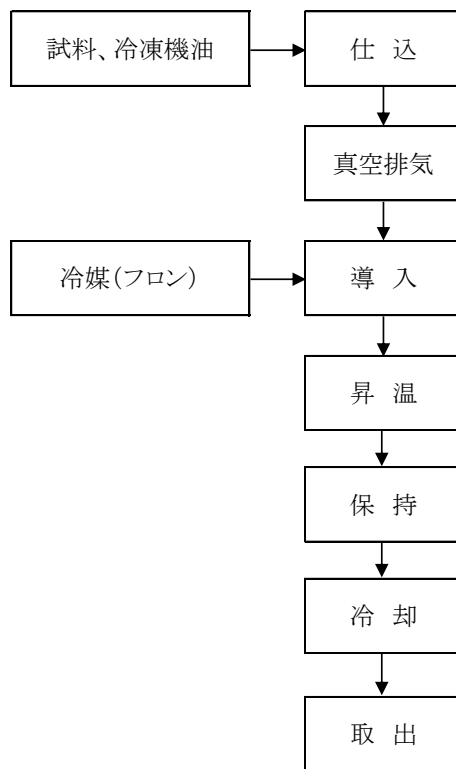 試料、冷凍機油
仕 込
真空排気
冷媒(フロン)
導 入
昇 温
保 持
冷 却
取 出